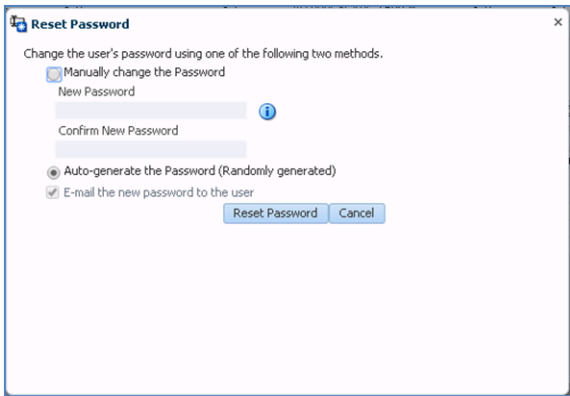 Reset Password
Change the user's password using one of the following two methods.
Manually change the Password
New Password
Confirm New Password
Auto-generate the Password (Randomly generated)
E-mail the new password to the user
Reset Password Cancel